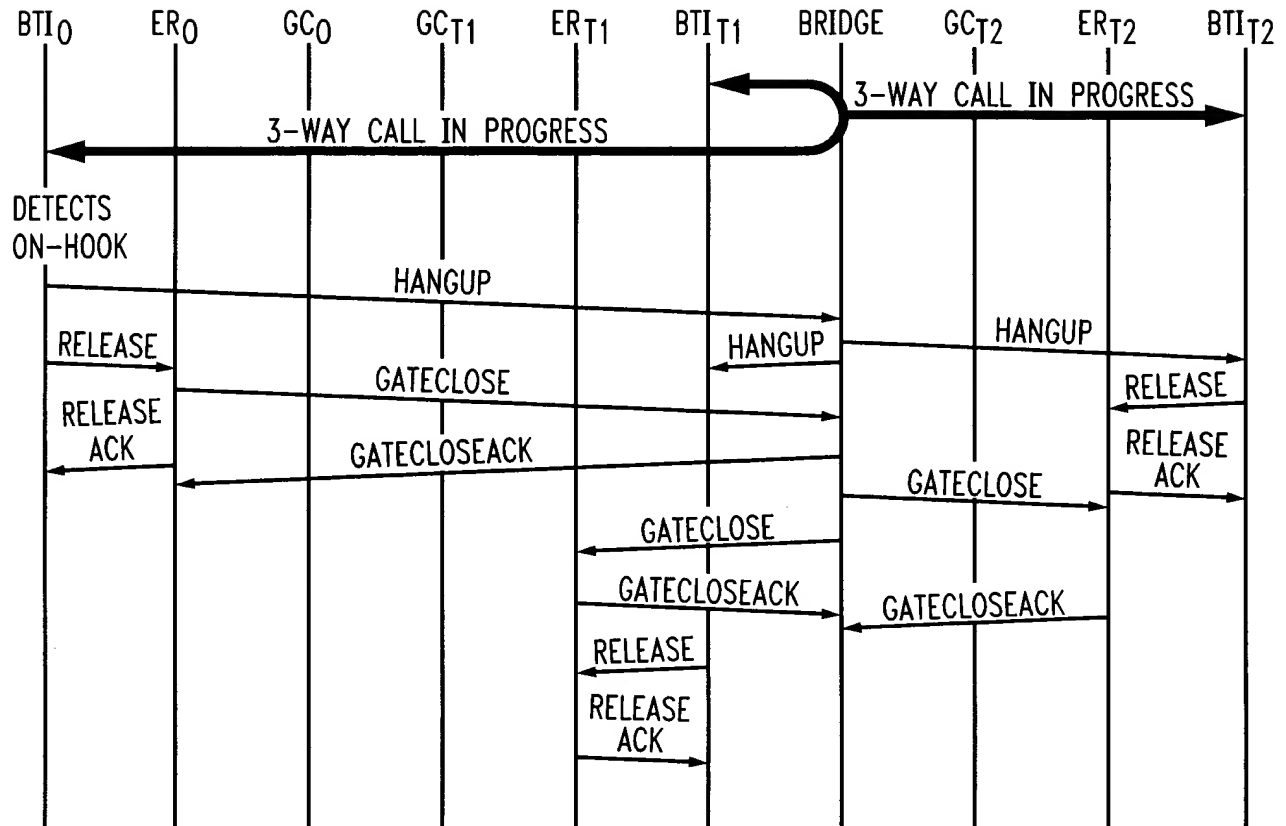 BTI0 ER0 GC0 GCT1 ERT1 BTIT1 BRIDGE GCT2 ERT2 BTIT2
3-WAY CALL IN PROGRESS
3-WAY CALL IN PROGRESS
DETECTS
ON-HOOK
HANGUP
HANGUP
HANGUP
RELEASE
GATECLOSE
RELEASE
RELEASE
ACK
GATECLOSEACK
RELEASE
ACK
GATECLOSE
GATECLOSE
GATECLOSEACK
GATECLOSEACK
RELEASE
RELEASE
ACK